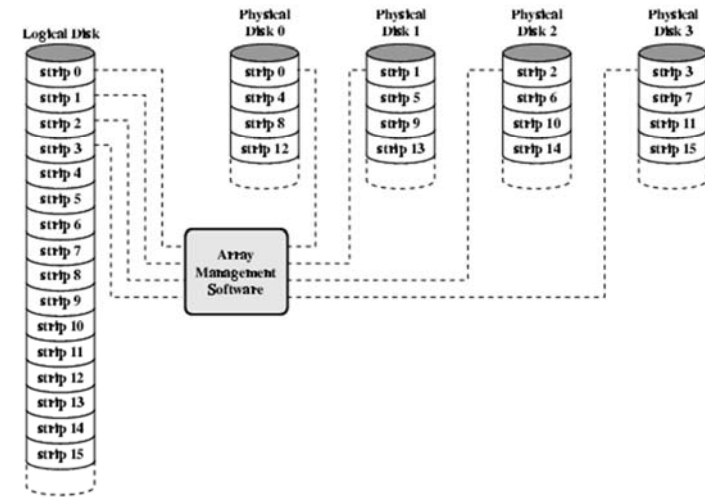 Logical Disk
strip 0
strip 1
strip 2
strip 3
strip 4
strip 5
strip 6
strip 7
strip 8
strip 9
strip 10
strip 11
strip 12
strip 13
strip 14
strip 15
Physical
Disk 0
strip 0
strip 4
strip 8
strip 12
Physical
Disk 1
strip 1
strip 5
strip 9
strip 13
Physical
Disk 2
strip 2
strip 6
strip 10
strip 14
Physical
Disk 3
strip 3
strip 7
strip 11
strip 15
Array
Management
Software